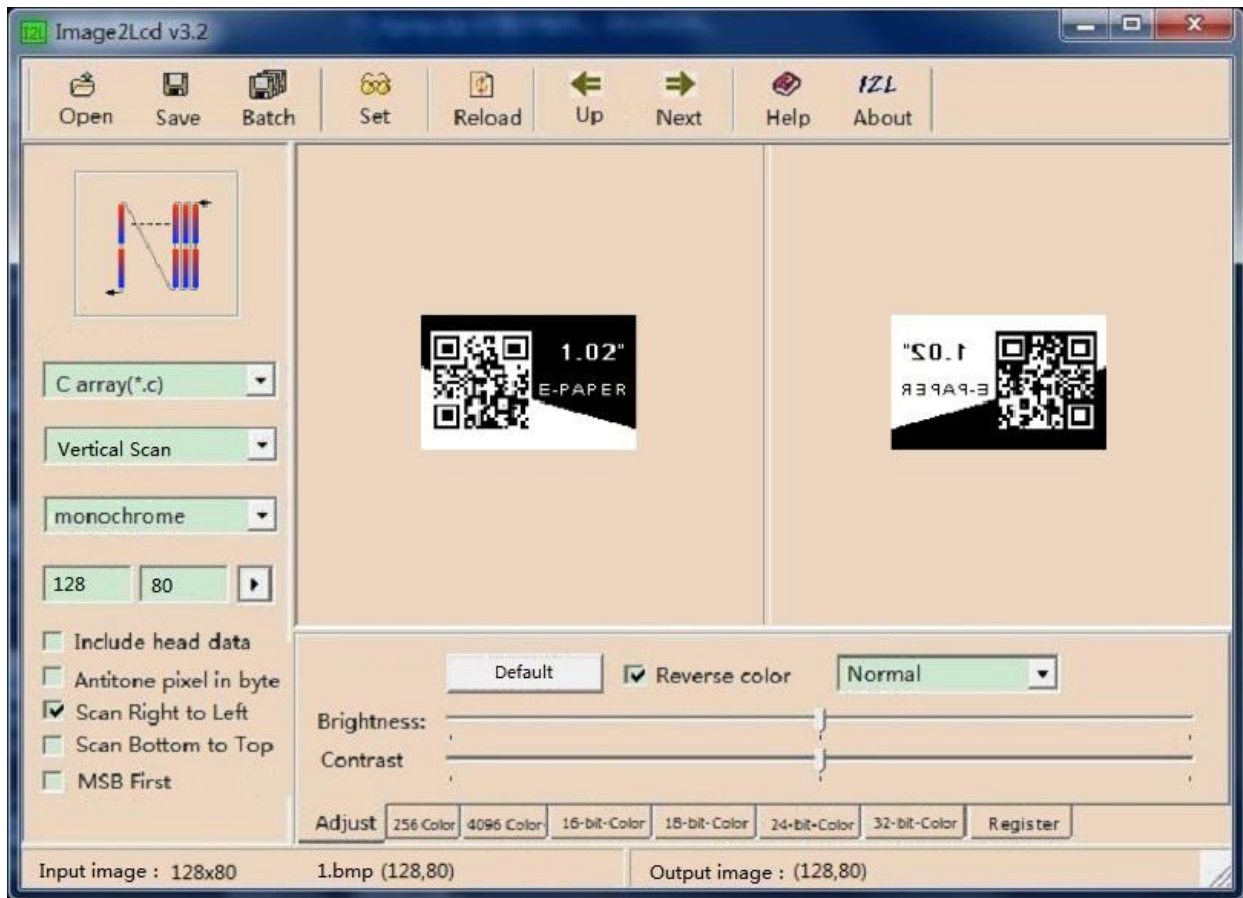 I2L Image2Lcd v3.2
Open Save Batch Set Reload Up Next Help About
I2L
C array(*.c)
Vertical Scan
monochrome
128 80
Include head data
Antitone pixel in byte
Scan Right to Left
Scan Bottom to Top
MSB First
1.02"
E-PAPER
1.02"
E-PAPER
Default Reverse color Normal
Brightness:
Contrast
Adjust 256 Color 4096 Color 16-bit-Color 18-bit-Color 24-bit-Color 32-bit-Color Register
Input image : 128x80 1.bmp (128,80) Output image : (128,80)